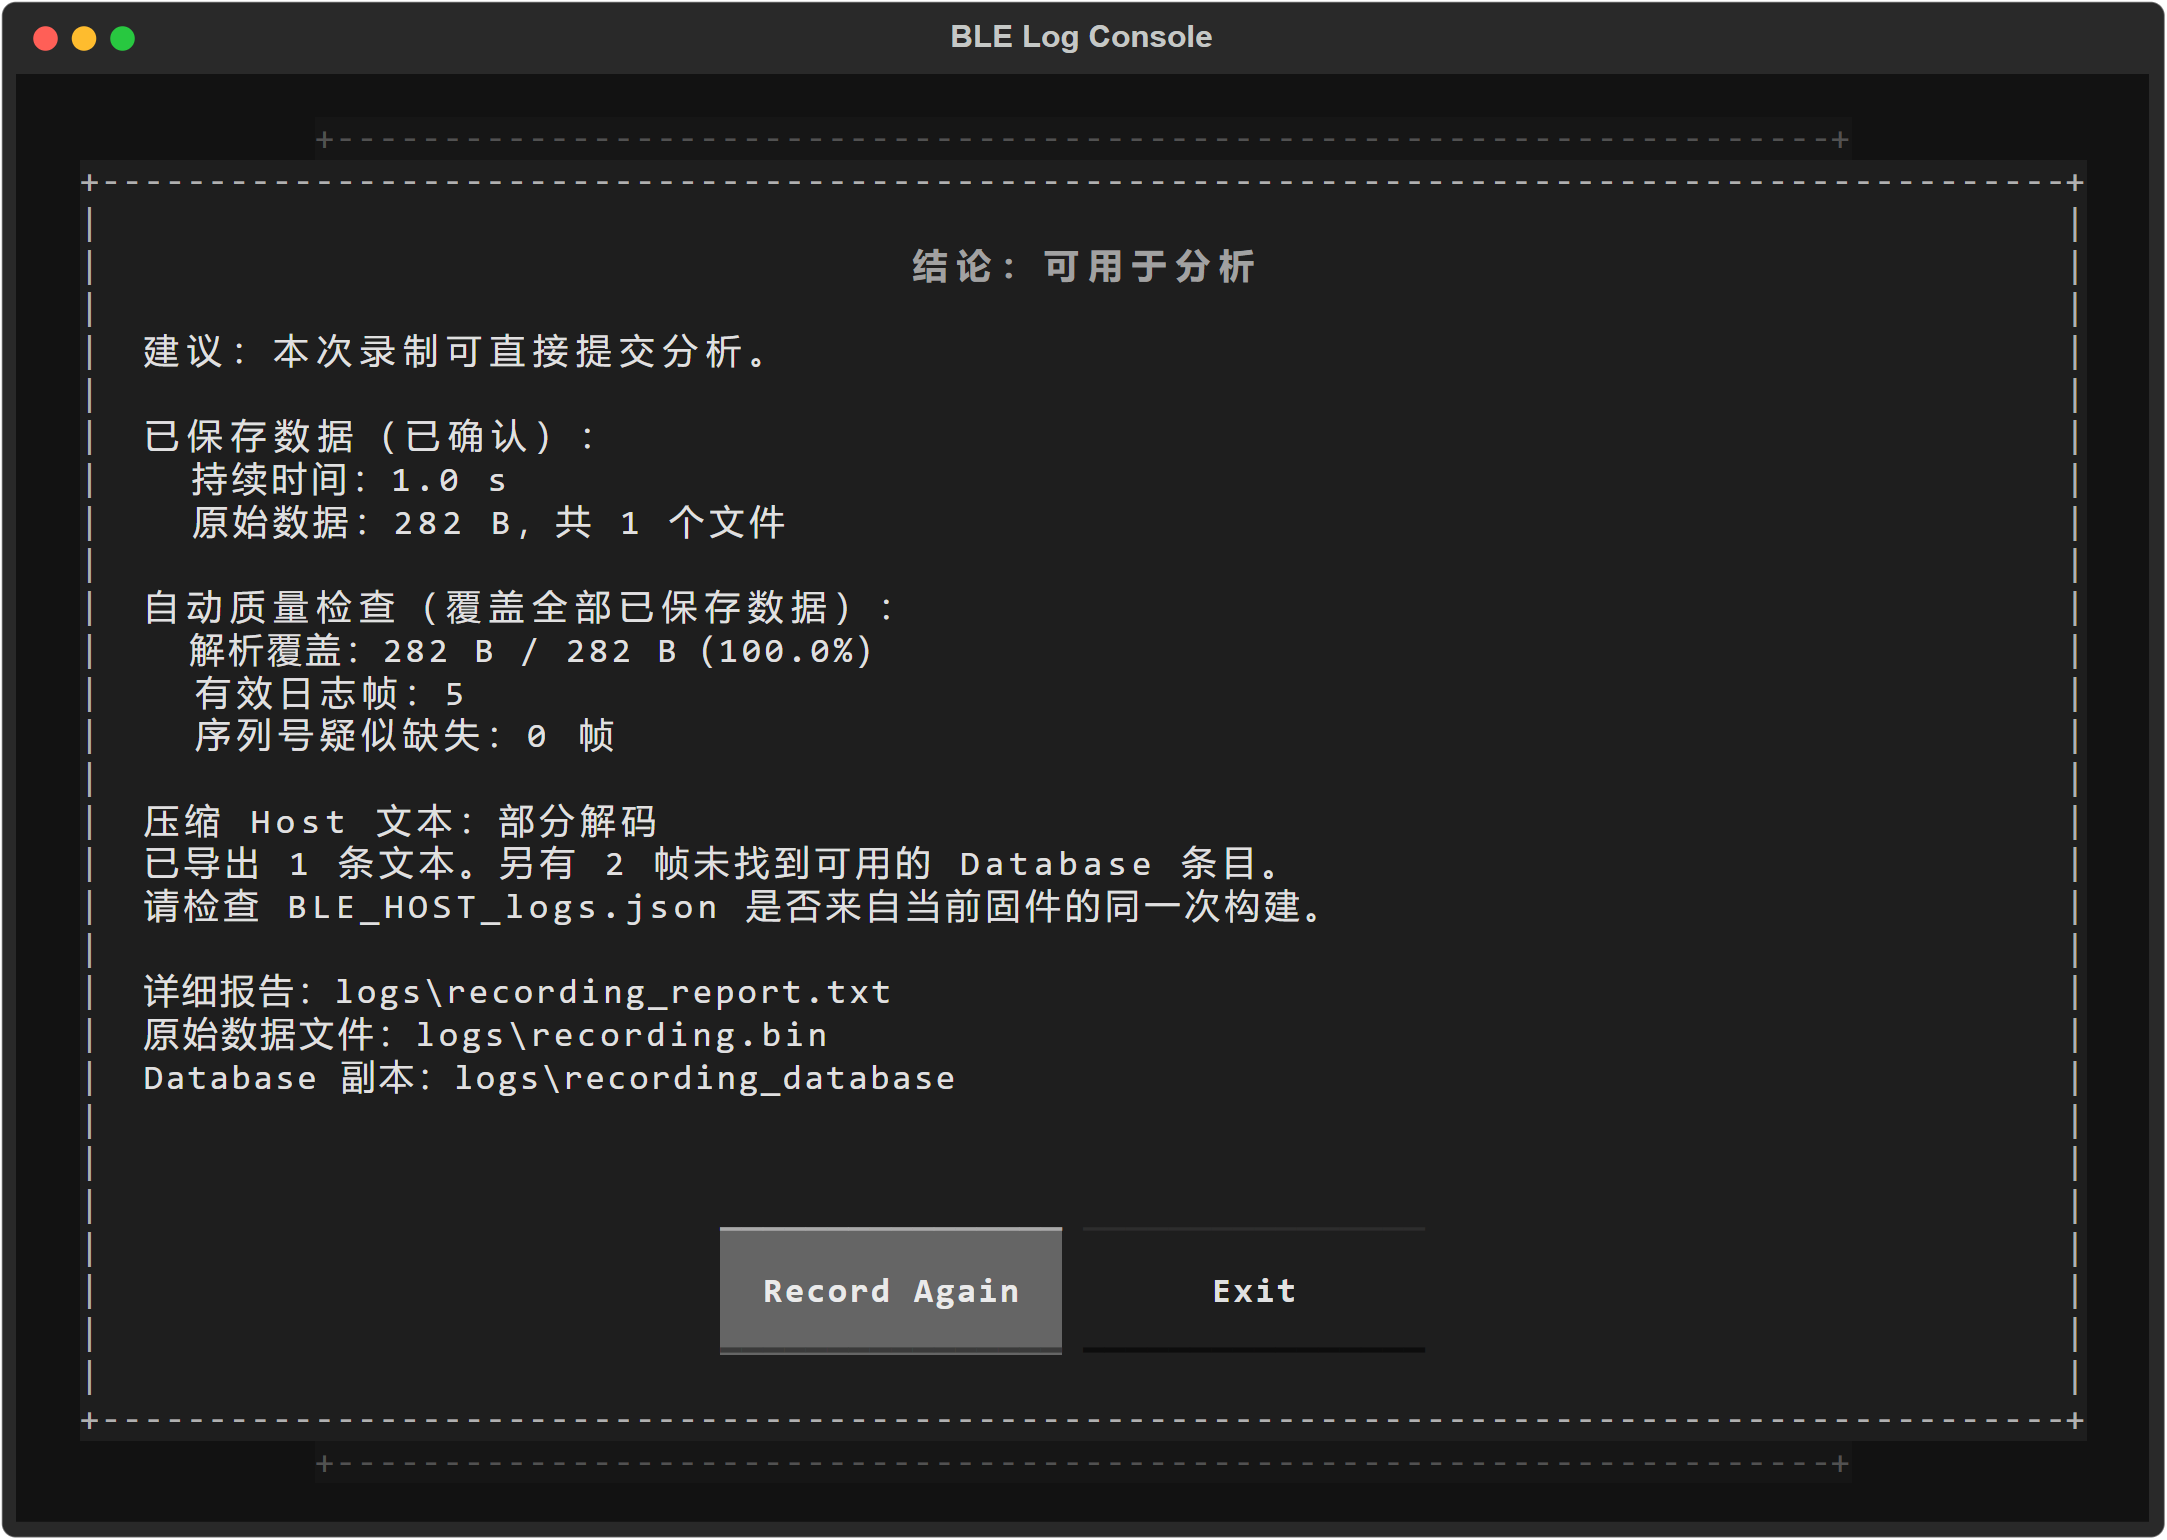 BLE Log Console
结论：可用于分析
建议：本次录制可直接提交分析。
已保存数据（已确认）：
持续时间：1.0 s
原始数据：282 B，共 1 个文件
自动质量检查（覆盖全部已保存数据）：
解析覆盖：282 B / 282 B（100.0%）
有效日志帧：5
序列号疑似缺失：0 帧
压缩 Host 文本：部分解码
已导出 1 条文本。另有 2 帧未找到可用的 Database 条目。
请检查 BLE_HOST_logs.json 是否来自当前固件的同一次构建。
详细报告：logs\recording_report.txt
原始数据文件：logs\recording.bin
Database 副本：logs\recording_database
Record Again
Exit